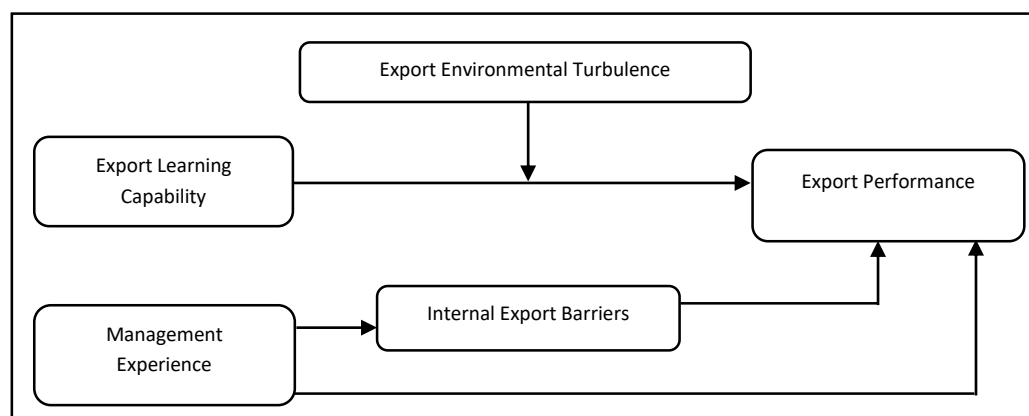 Export Environmental Turbulence
Export Learning
Capability
Export Performance
Internal Export Barriers
Management
Experience